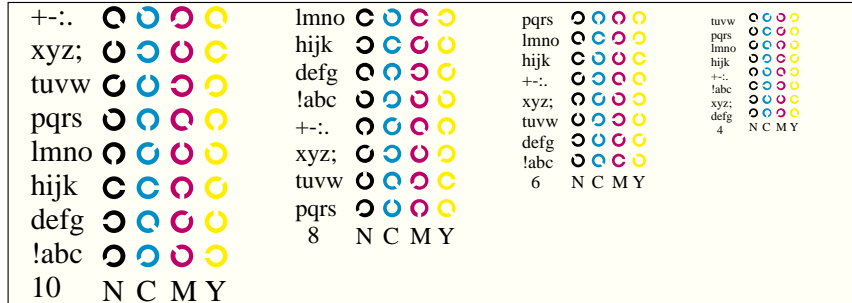 +-:.
xyz;
tuvw
pqrs
lmno
hijk
defg
!abc
10 N C M Y
lmno
hijk
defg
!abc
+-:.
xyz;
tuvw
pqrs
8 N C M Y
pqrs
lmno
hijk
+-:.
xyz;
tuvw
defg
!abc
6 N C M Y
tuvw
pqrs
lmno
hijk
+-:.
!abc
xyz;
defg
4 N C M Y